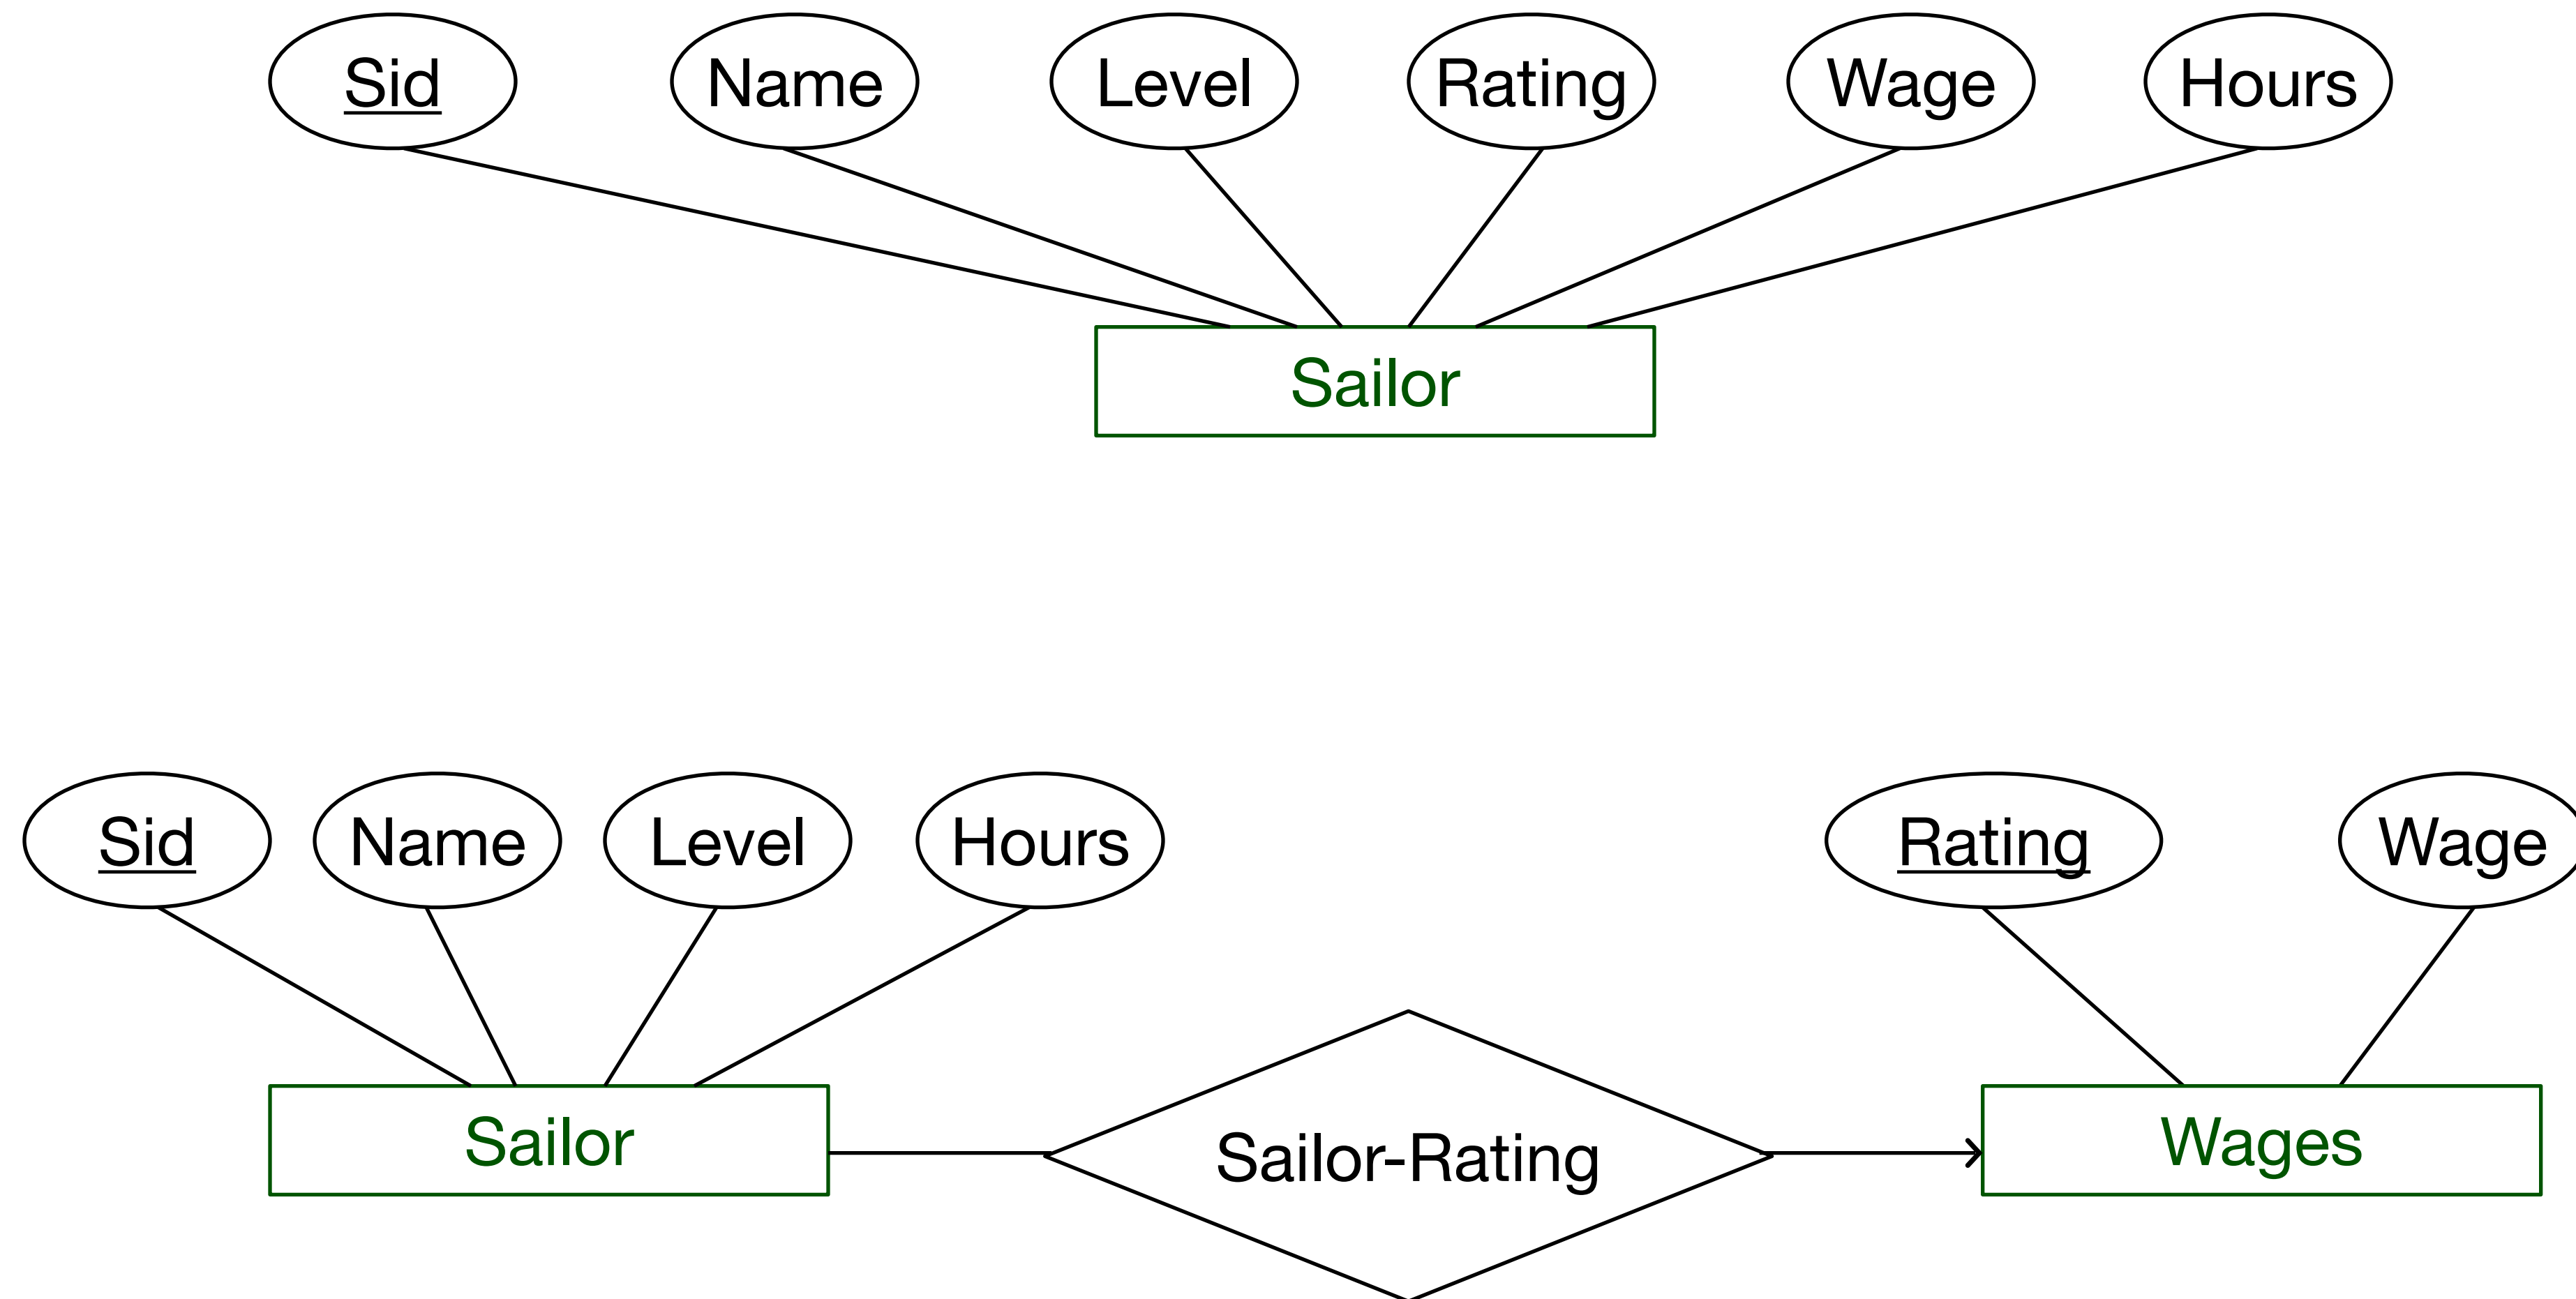 Sid Name Level Rating Wage Hours
Sailor
Sid Name Level Hours Rating Wage
Sailor Sailor-Rating Wages